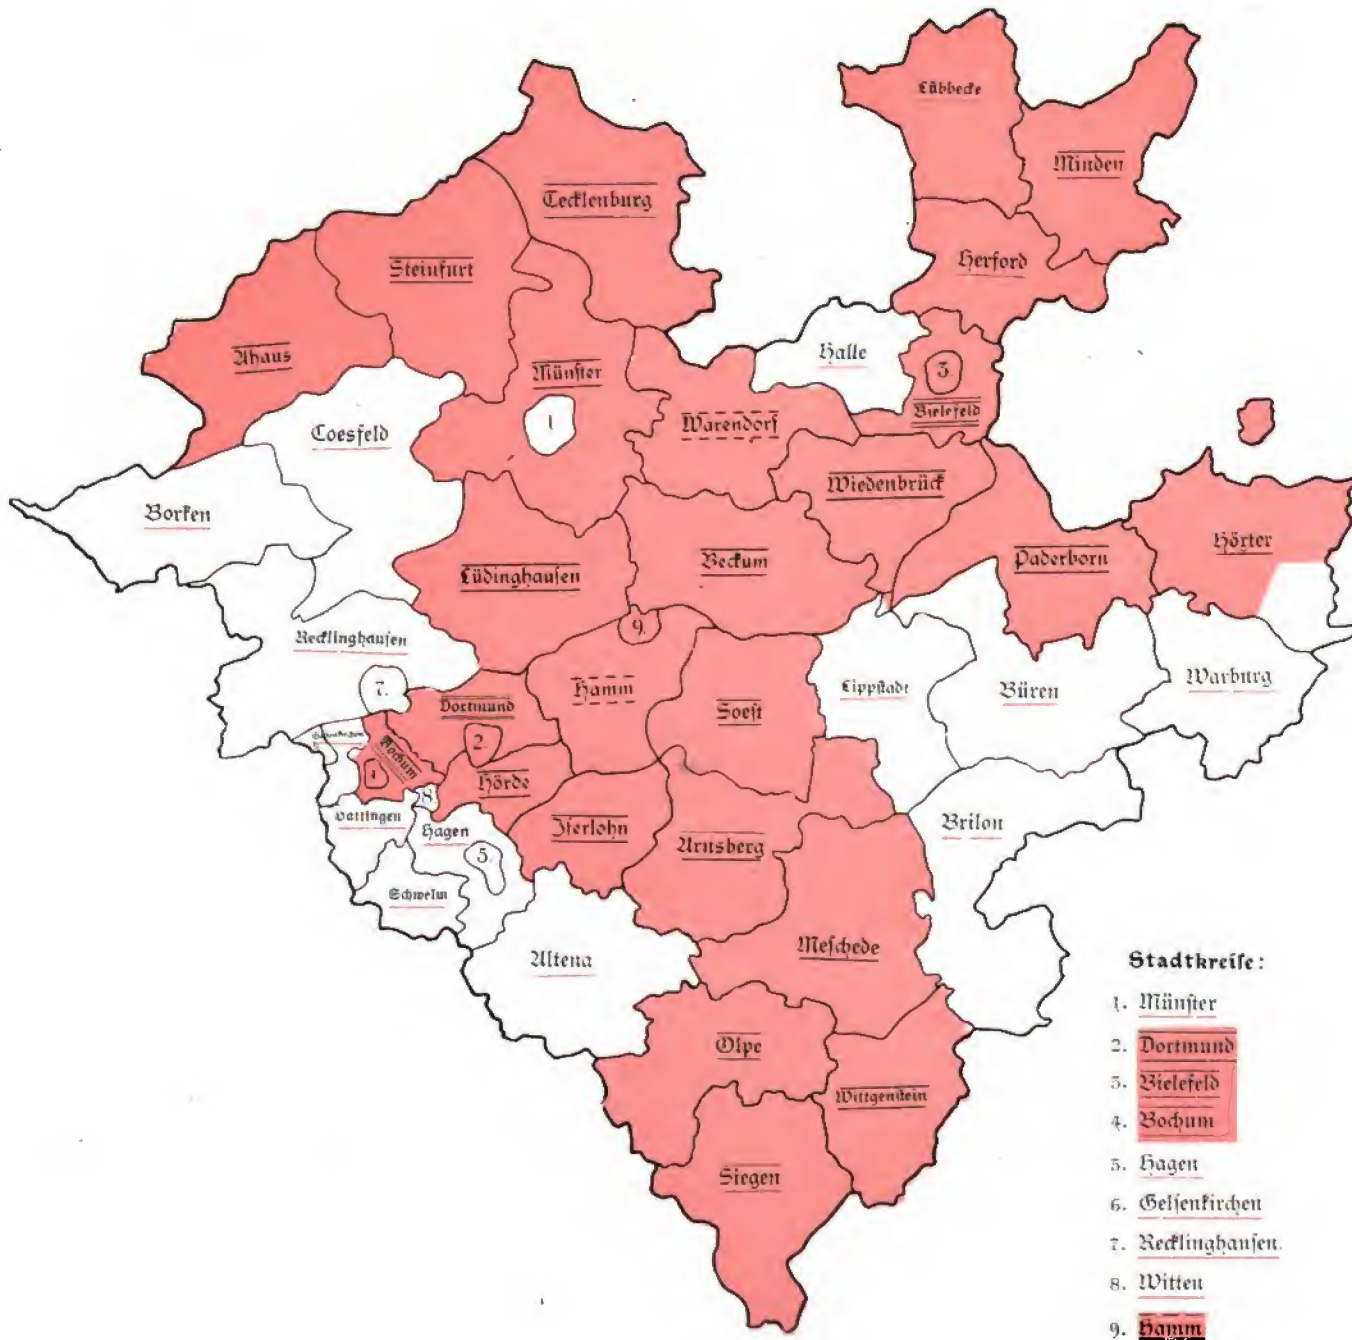 Lübbecke
Minden
Tecklenburg
Herford
Steinfurt
Halle
Ahaus
Münster
3
Bielefeld
1
Coesfeld
Warendorf
Wiedenbrück
Borken
Höxter
Beckum
Paderborn
Lüdinghausen
9.
Recklinghausen
7.
Hamm
Lippstadt
Büren
Warburg
Dortmund
Soest
2.
Bochum
4.
Hörde
8
Hattingen
Hagen
Iserlohn
Arnsberg
Brilon
5.
Schwelm
Meschede
Altena
Olpe
Wittgenstein
Siegen
Stadtkreise:
1. Münster
2. Dortmund
3. Bielefeld
4. Bochum
5. Hagen
6. Gelsenkirchen
7. Recklinghausen.
8. Witten
9. Hamm